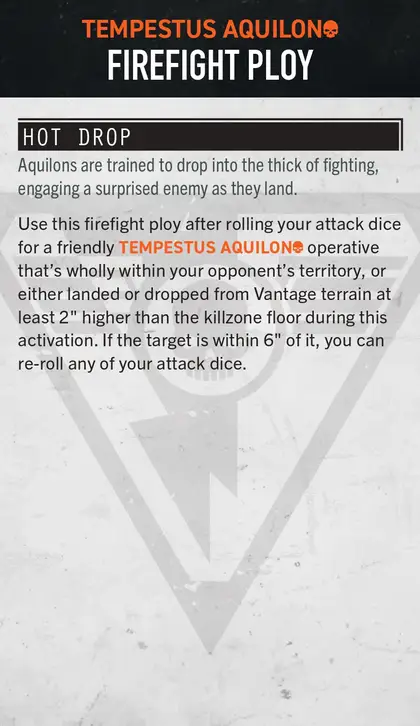 TEMPESTUS AQUILON
FIREFIGHT PLOY
HOT DROP
Aquilons are trained to drop into the thick of fighting,
engaging a surprised enemy as they land.
Use this firefight ploy after rolling your attack dice
for a friendly TEMPESTUS AQUILON operative
that’s wholly within your opponent’s territory, or
either landed or dropped from Vantage terrain at
least 2" higher than the killzone floor during this
activation. If the target is within 6" of it, you can
re-roll any of your attack dice.